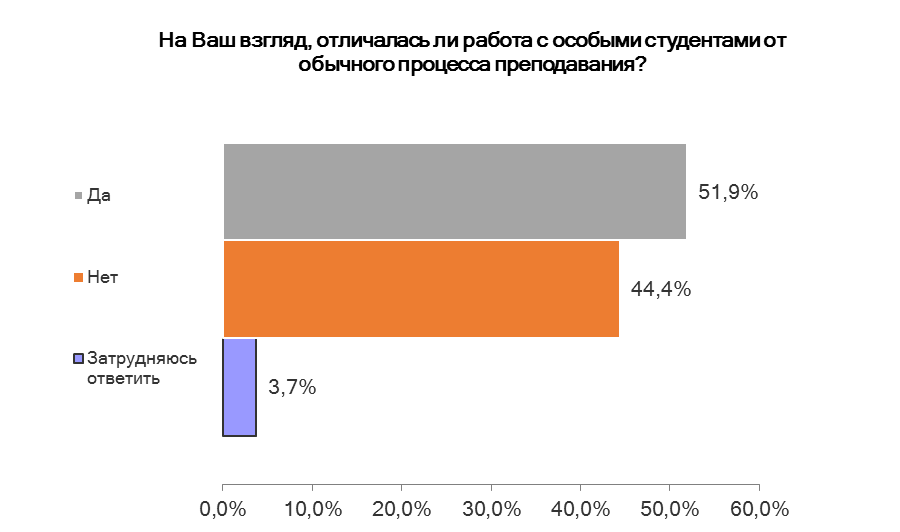 На Ваш взгляд, отличалась ли работа с особыми студентами от
обычного процесса преподавания?
Да
51,9%
Нет
44,4%
Затрудняюсь
ответить
3,7%
0,0% 10,0% 20,0% 30,0% 40,0% 50,0% 60,0%